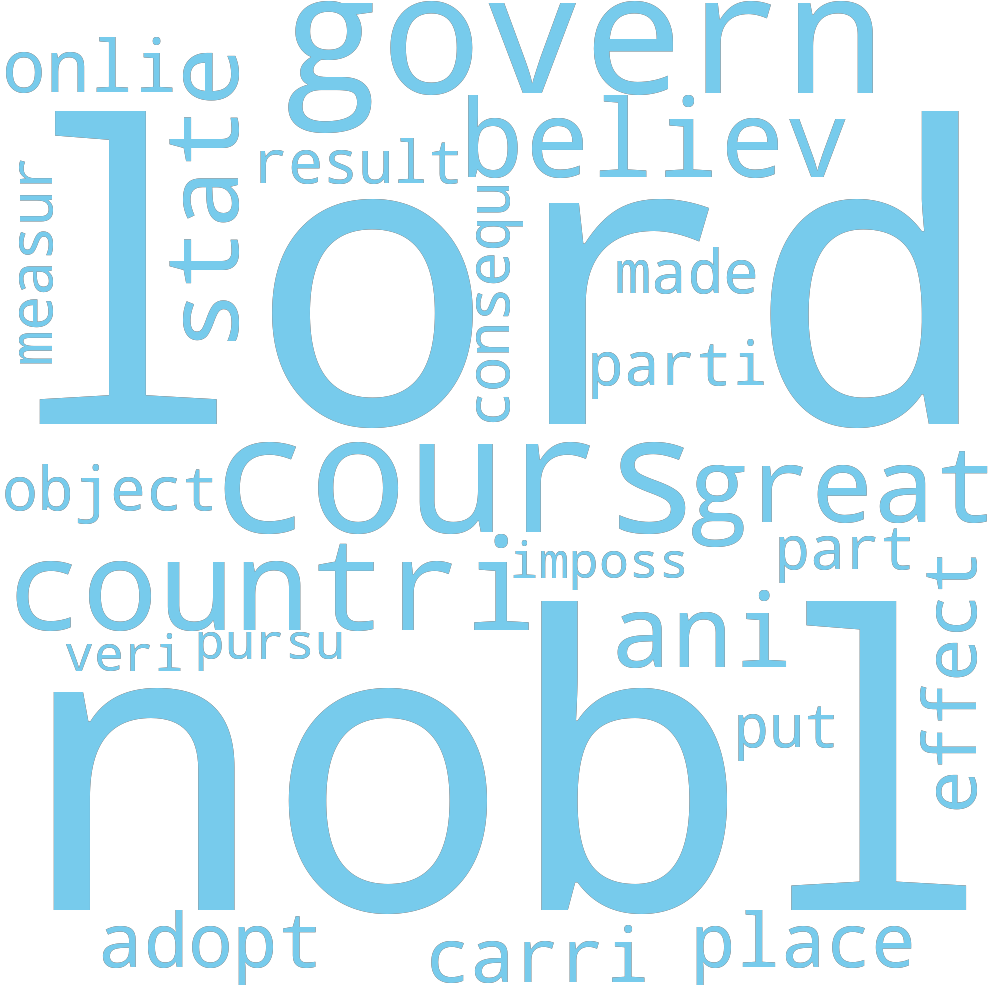 govern
onli
state
believ
result
measur
lord
consequ
made
parti
cours
great
object
countri
imposs
part
effect
ani
veri
pursu
nobl
put
adopt
carri
place